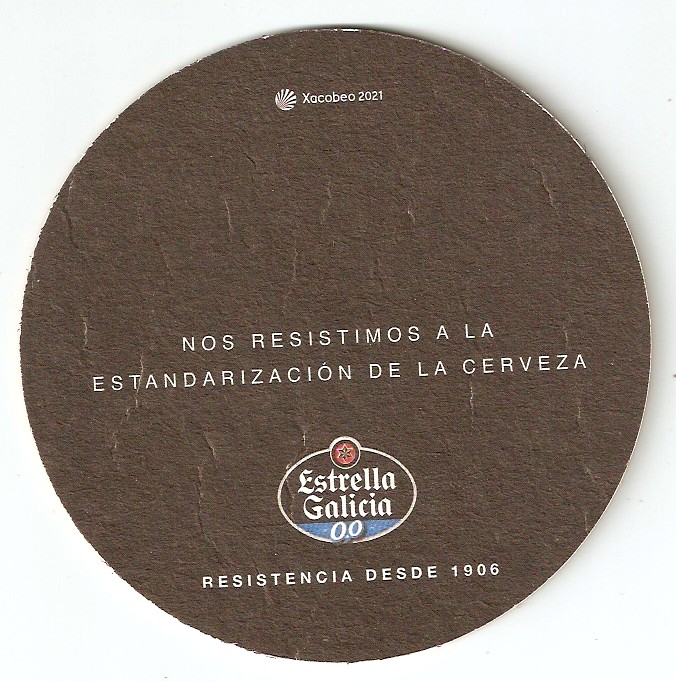 Xacobeo 2021
NOS RESISTIMOS A LA
ESTANDARIZACIÓN DE LA CERVEZA
Estrella
Galicia
0,0
RESISTENCIA DESDE 1906